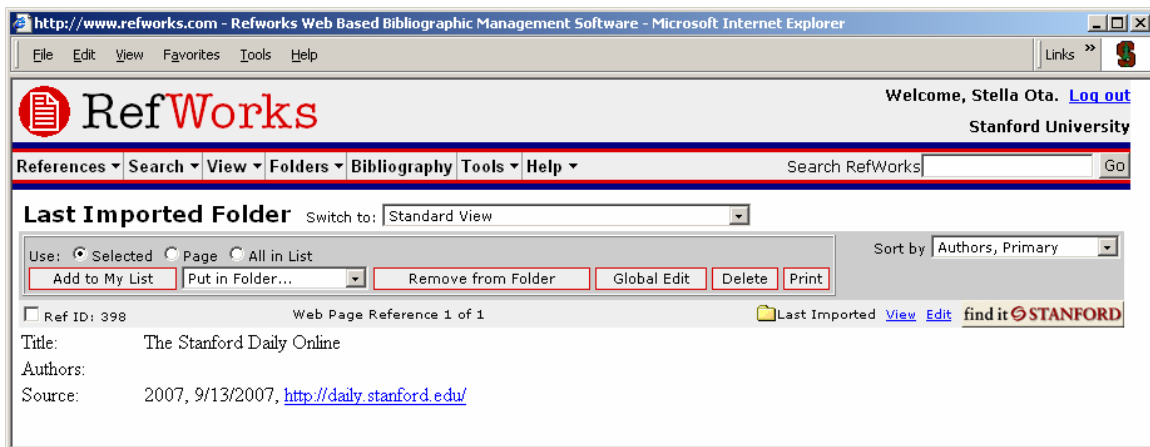 http://www.refworks.com - Refworks Web Based Bibliographic Management Software - Microsoft Internet Explorer
File Edit View Favorites Tools Help Links »
RefWorks
Welcome, Stella Ota. Log out
Stanford University
References Search View Folders Bibliography Tools Help Search RefWorks Go
Last Imported Folder Switch to: Standard View
Use: Selected Page All in List Sort by Authors, Primary
Add to My List Put in Folder... Remove from Folder Global Edit Delete Print
Ref ID: 398 Web Page Reference 1 of 1 Last Imported View Edit find it STANFORD
Title: The Stanford Daily Online
Authors:
Source: 2007, 9/13/2007, http://daily.stanford.edu/